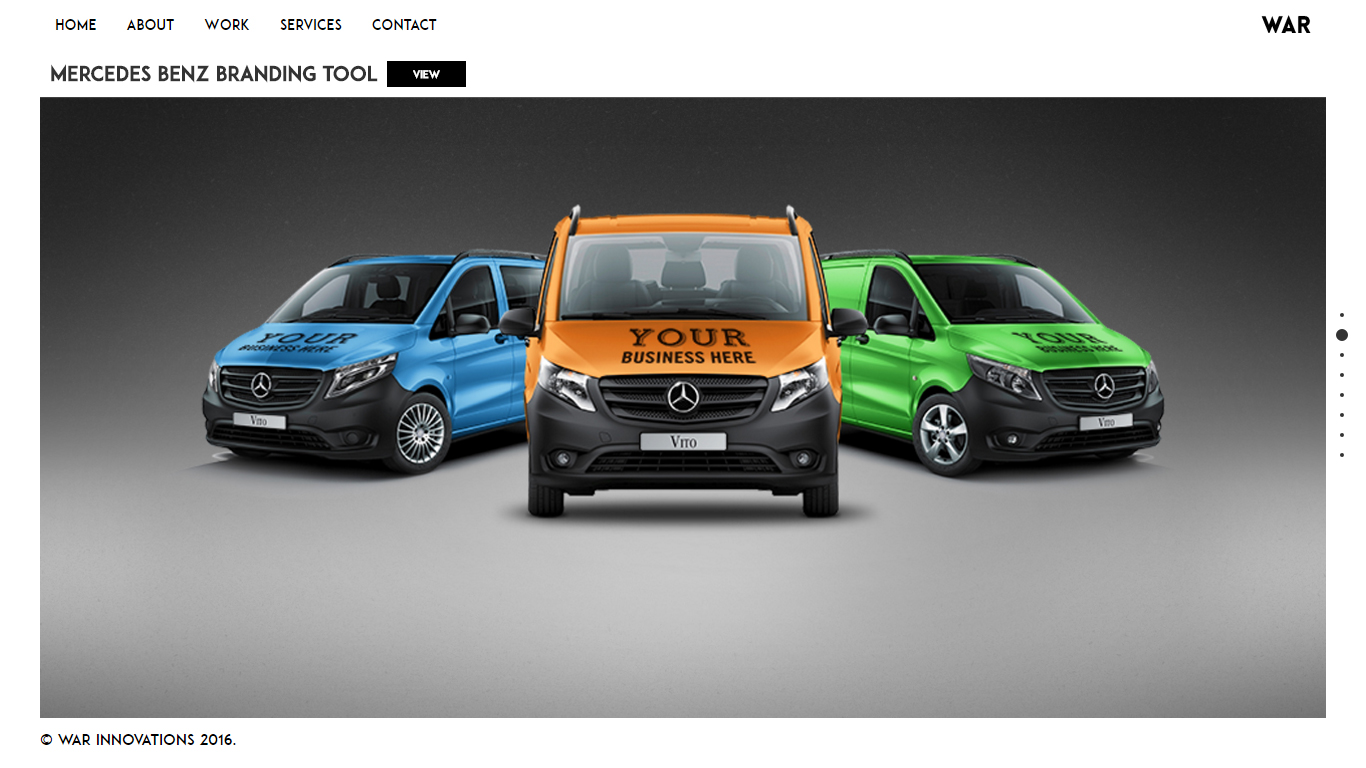 HOME ABOUT WORK SERVICES CONTACT WAR
MERCEDES BENZ BRANDING TOOL VIEW
YOUR
BUSINESS HERE
VITO
YOUR
BUSINESS HERE
VITO
YOUR
BUSINESS HERE
VITO
© WAR INNOVATIONS 2016.